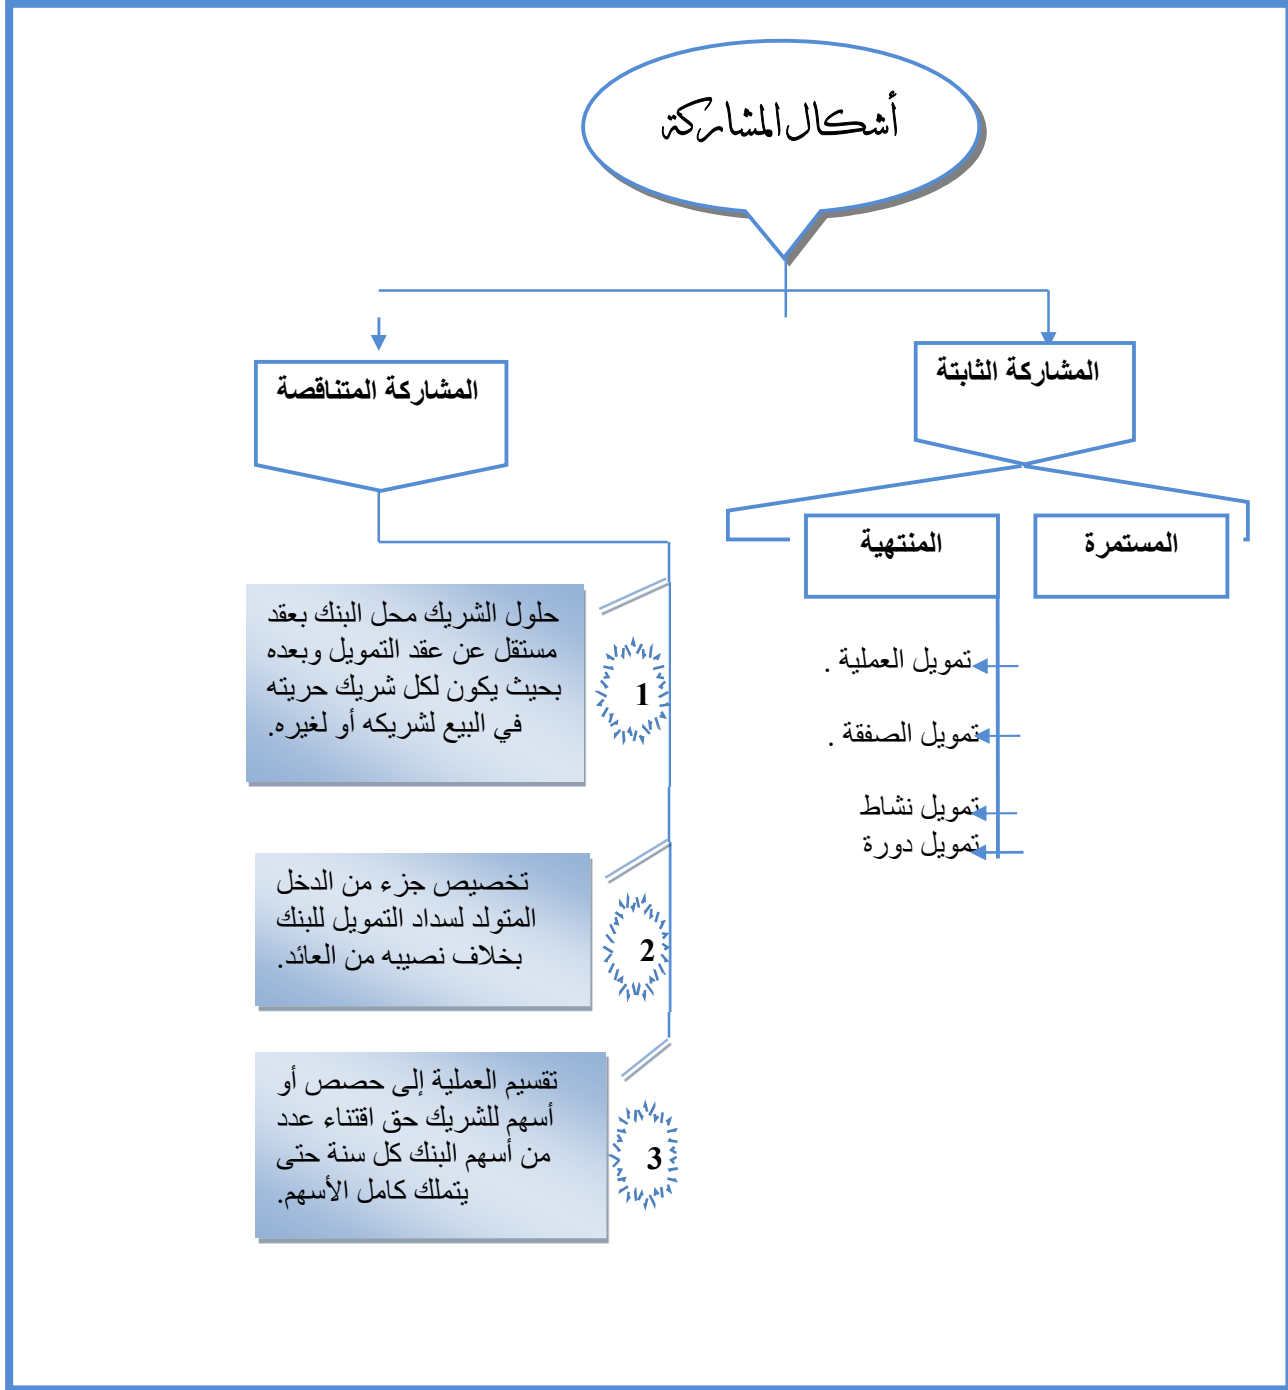 أشكال المشاركة
المشاركة الثابتة
المشاركة المتناقصة
المستمرة
المنتهية
تمويل العملية .
تمويل الصفقة .
تمويل نشاط
تمويل دورة
1
حلول الشريك محل البنك بعقد
مستقل عن عقد التمويل وبعده
بحيث يكون لكل شريك حريته
في البيع لشريكه أو لغيره.
2
تخصيص جزء من الدخل
المتولد لسداد التمويل للبنك
بخلاف نصيبه من العائد.
3
تقسيم العملية إلى حصص أو
أسهم للشريك حق اقتناء عدد
من أسهم البنك كل سنة حتى
يتملك كامل الأسهم.